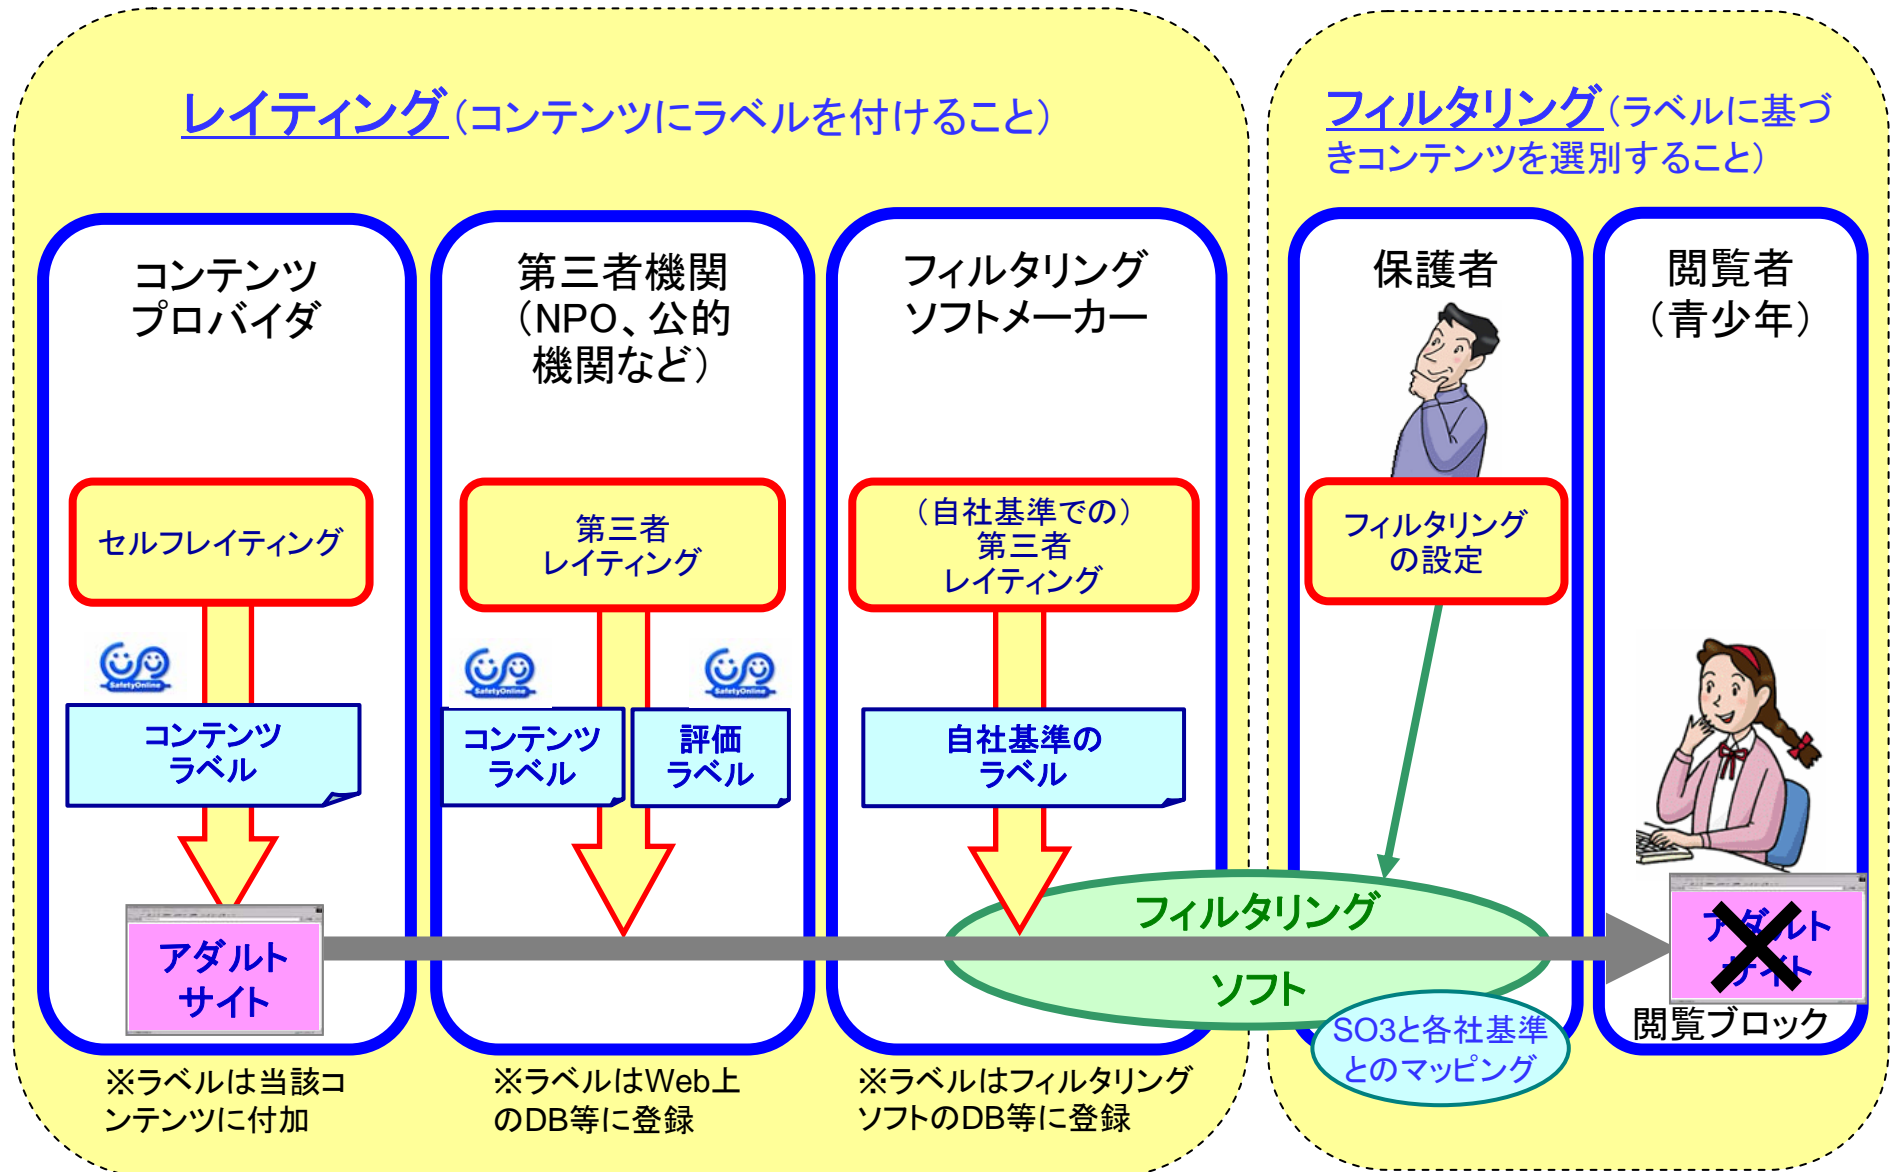 レイティング（コンテンツにラベルを付けること）
フィルタリング（ラベルに基づ
きコンテンツを選別すること）
コンテンツ
プロバイダ
第三者機関
（NPO、公的
機関など）
フィルタリング
ソフトメーカー
保護者
閲覧者
（青少年）
セルフレイティング
第三者
レイティング
（自社基準での）
第三者
レイティング
フィルタリング
の設定
SafetyOnline
SafetyOnline
SafetyOnline
コンテンツ
ラベル
コンテンツ
ラベル
評価
ラベル
自社基準の
ラベル
アダルト
サイト
フィルタリング
ソフト
アダルト
サイト
SO3と各社基準
とのマッピング
閲覧ブロック
※ラベルは当該コ
ンテンツに付加
※ラベルはWeb上
のDB等に登録
※ラベルはフィルタリング
ソフトのDB等に登録